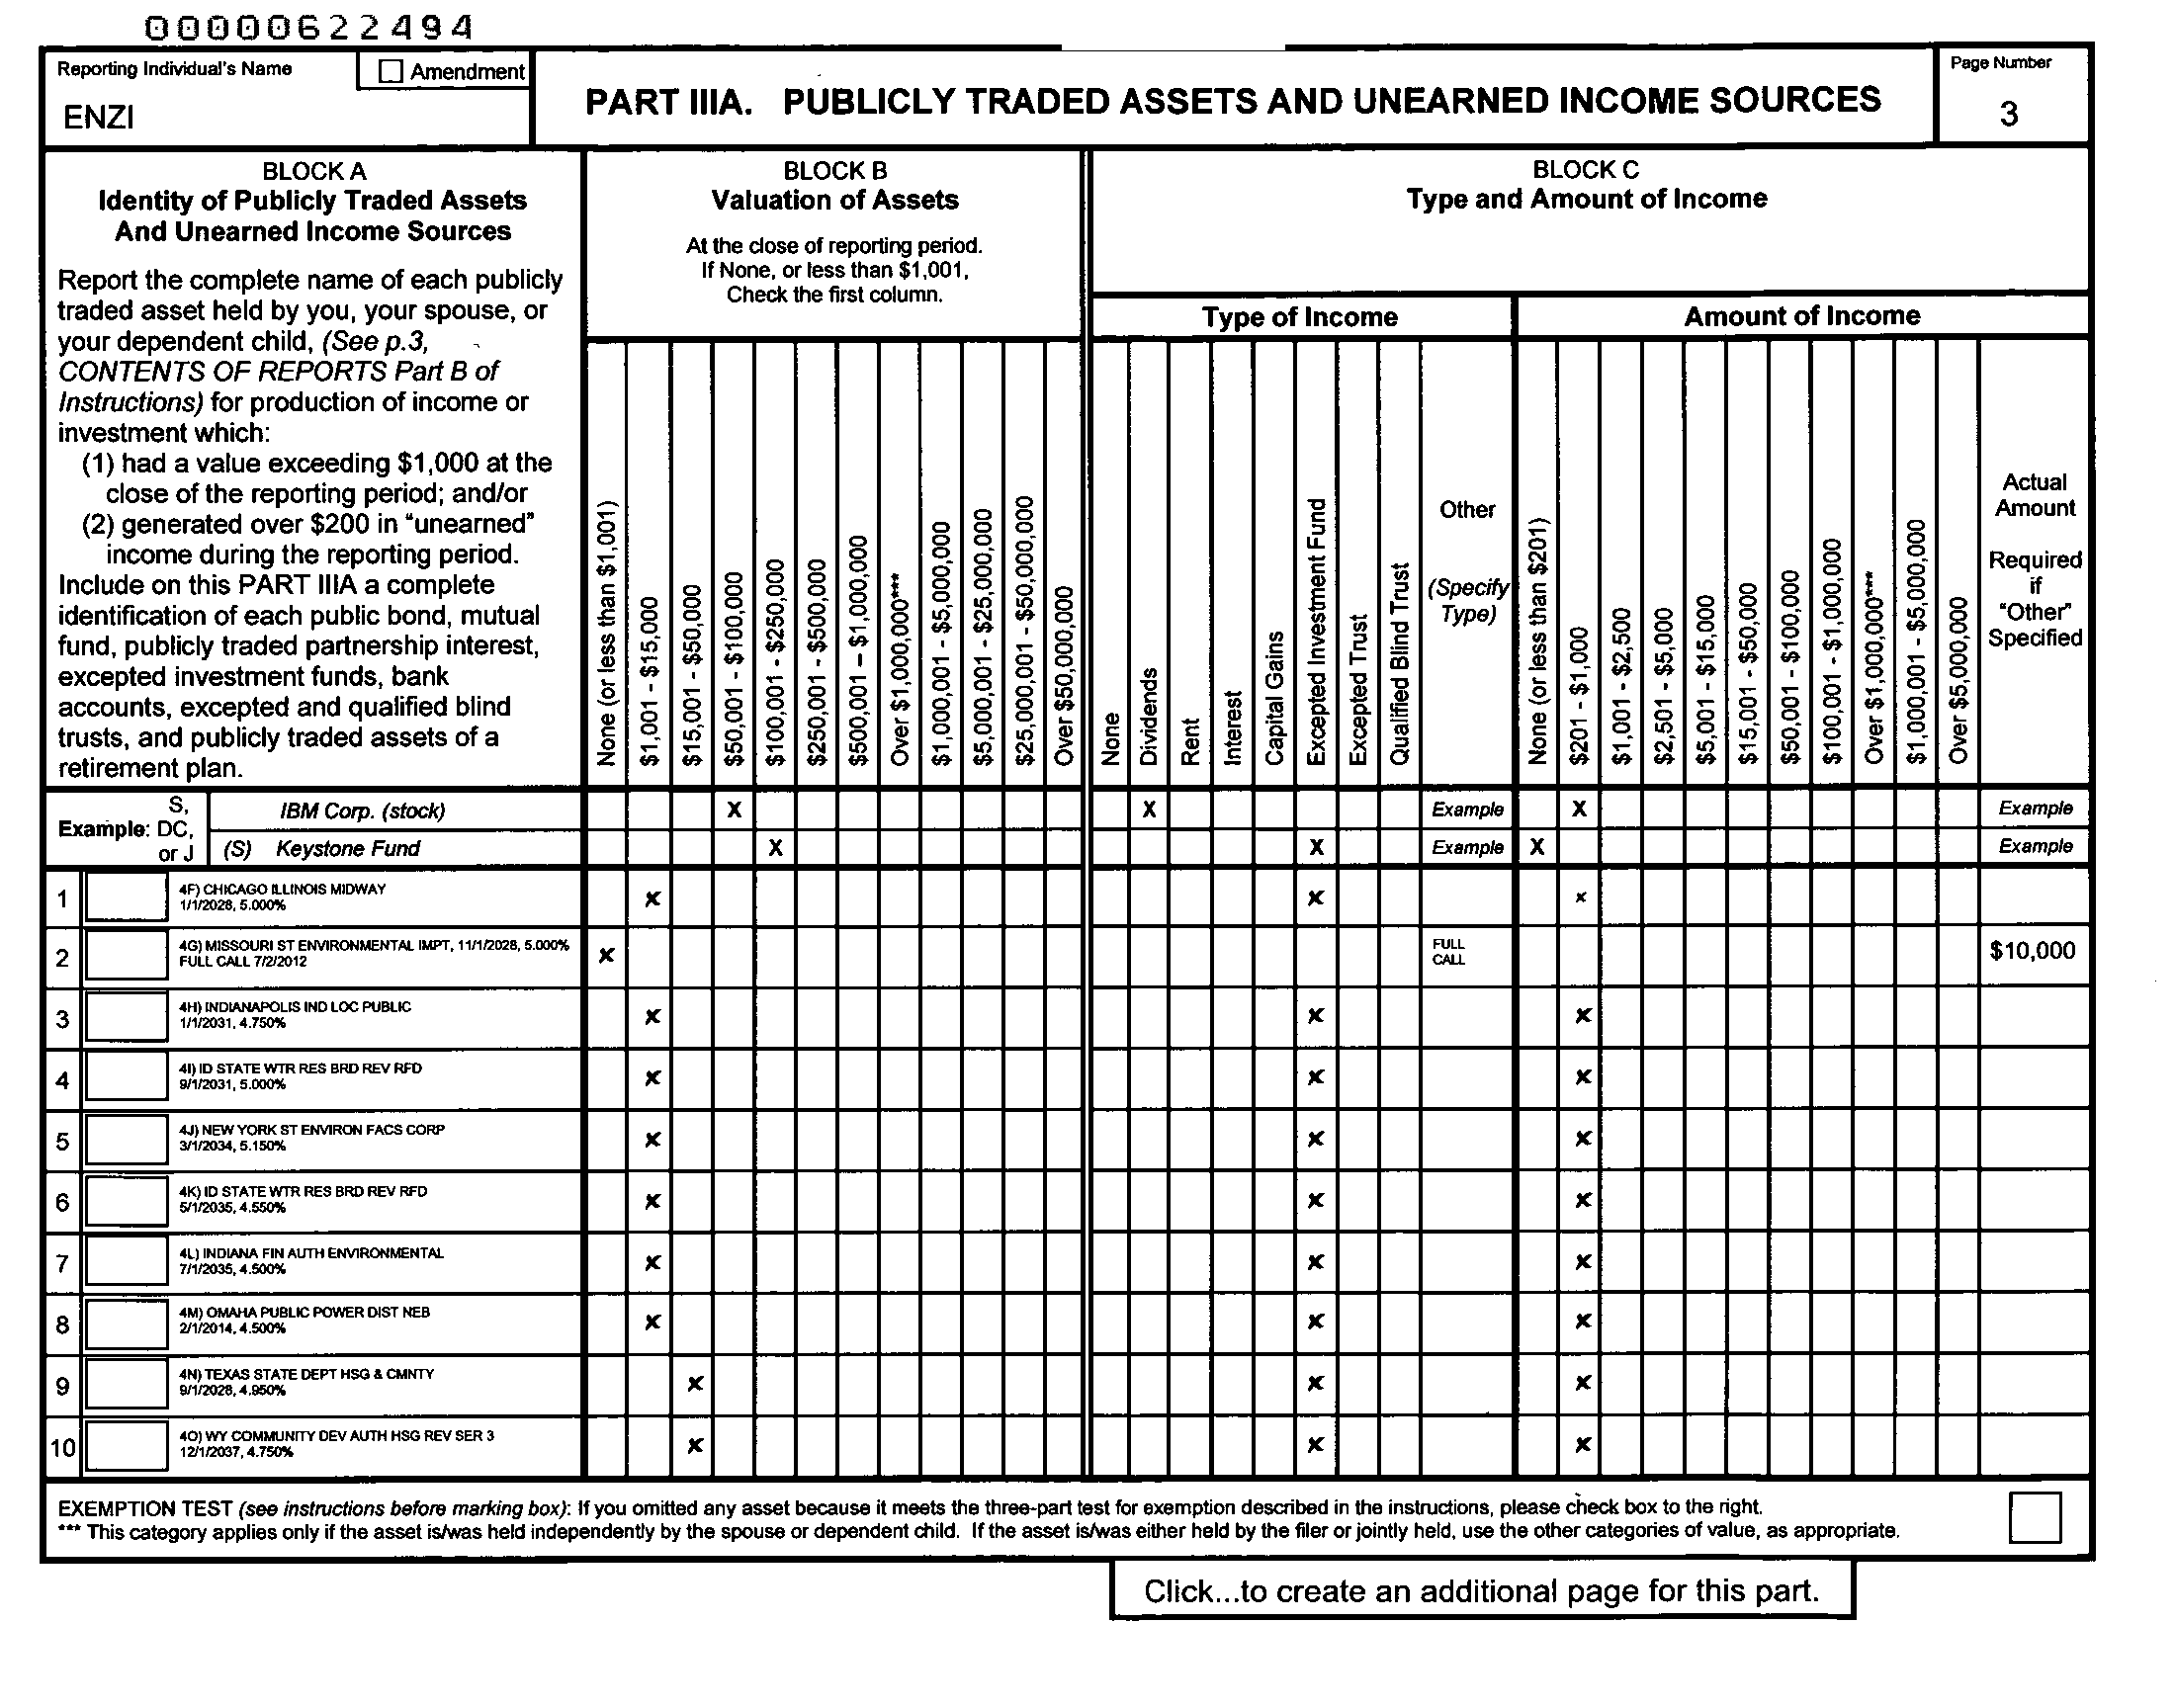 00000622494
Reporting Individual's Name
Amendment
ENZI
PART IIIA. PUBLICLY TRADED ASSETS AND UNEARNED INCOME SOURCES
Page Number
3
BLOCK A
Identity of Publicly Traded Assets
And Unearned Income Sources
Report the complete name of each publicly
traded asset held by you, your spouse, or
your dependent child, (See p.3,
CONTENTS OF REPORTS Part B of
Instructions) for production of income or
investment which:
(1) had a value exceeding $1,000 at the
close of the reporting period; and/or
(2) generated over $200 in "unearned"
income during the reporting period.
Include on this PART IIIA a complete
identification of each public bond, mutual
fund, publicly traded partnership interest,
excepted investment funds, bank
accounts, excepted and qualified blind
trusts, and publicly traded assets of a
retirement plan.
BLOCK B
Valuation of Assets
At the close of reporting period.
If None, or less than $1,001,
Check the first column.
None (or less than $1,001)
$1,001 - $15,000
$15,001 - $50,000
$50,001 - $100,000
$100,001 - $250,000
$250,001 - $500,000
$500,001 – $1,000,000
Over $1,000,000***
$1,000,001 - $5,000,000
$5,000,001 - $25,000,000
$25,000,001 - $50,000,000
Over $50,000,000
BLOCK C
Type and Amount of Income
Type of Income
None
Dividends
Rent
Interest
Capital Gains
Excepted Investment Fund
Excepted Trust
Qualified Blind Trust
Other
(Specify
Type)
Amount of Income
None (or less than $201)
$201 - $1,000
$1,001 - $2,500
$2,501 - $5,000
$5,001 - $15,000
$15,001 - $50,000
$50,001 - $100,000
$100,001 - $1,000,000
Over $1,000,000***
$1,000,001 - $5,000,000
Over $5,000,000
Actual
Amount
Required
if
"Other"
Specified
Example: S, DC, or J
IBM Corp. (stock) X X Example X Example
(S) Keystone Fund X X Example X Example
1 4F) CHICAGO ILLINOIS MIDWAY
1/1/2028, 5.000% x x x
2 4G) MISSOURI ST ENVIRONMENTAL IMPT, 11/1/2028, 5.000%
FULL CALL 7/2/2012 x FULL CALL $10,000
3 4H) INDIANAPOLIS IND LOC PUBLIC
1/1/2031, 4.750% x x x
4 4I) ID STATE WTR RES BRD REV RFD
9/1/2031, 5.000% x x x
5 4J) NEW YORK ST ENVIRON FACS CORP
3/1/2034, 5.150% x x x
6 4K) ID STATE WTR RES BRD REV RFD
5/1/2035, 4.550% x x x
7 4L) INDIANA FIN AUTH ENVIRONMENTAL
7/1/2035, 4.500% x x x
8 4M) OMAHA PUBLIC POWER DIST NEB
2/1/2014, 4.500% x x x
9 4N) TEXAS STATE DEPT HSG & CMNTY
9/1/2028, 4.950% x x x
10 4O) WY COMMUNITY DEV AUTH HSG REV SER 3
12/1/2037, 4.750% x x x
EXEMPTION TEST (see instructions before marking box): If you omitted any asset because it meets the three-part test for exemption described in the instructions, please check box to the right.
*** This category applies only if the asset is/was held independently by the spouse or dependent child. If the asset is/was either held by the filer or jointly held, use the other categories of value, as appropriate.
Click...to create an additional page for this part.